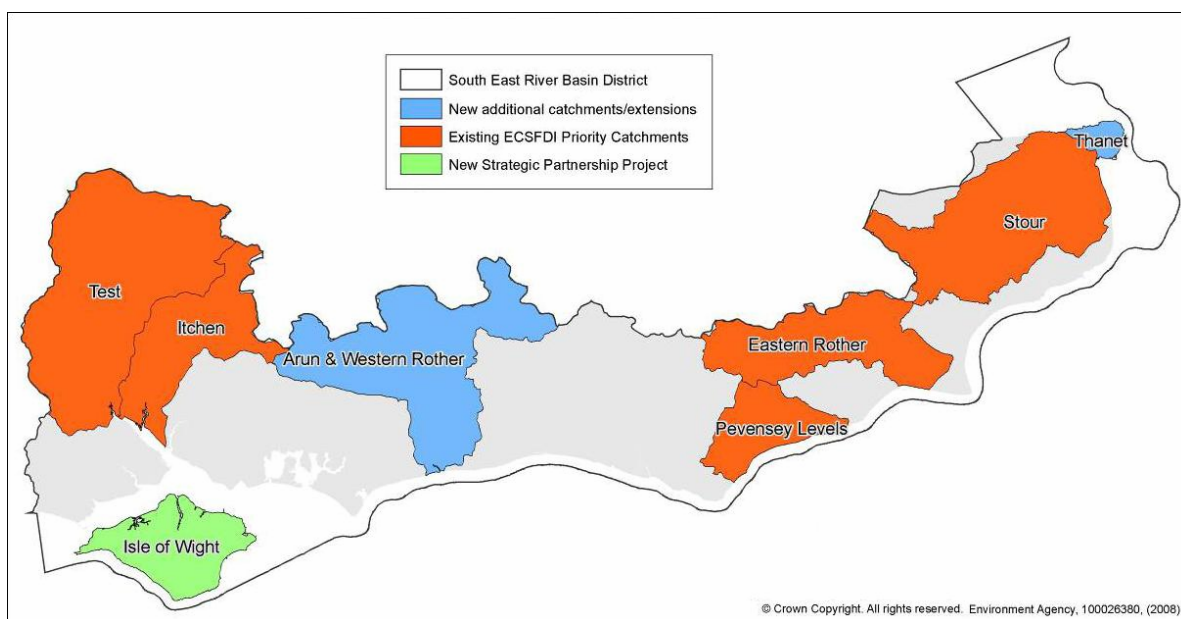 South East River Basin District
New additional catchments/extensions
Existing ECSFDI Priority Catchments
New Strategic Partnership Project
Thanet
Stour
Test
Itchen
Arun & Western Rother
Eastern Rother
Pevensey Levels
Isle of Wight
© Crown Copyright. All rights reserved. Environment Agency, 100026380, (2008)